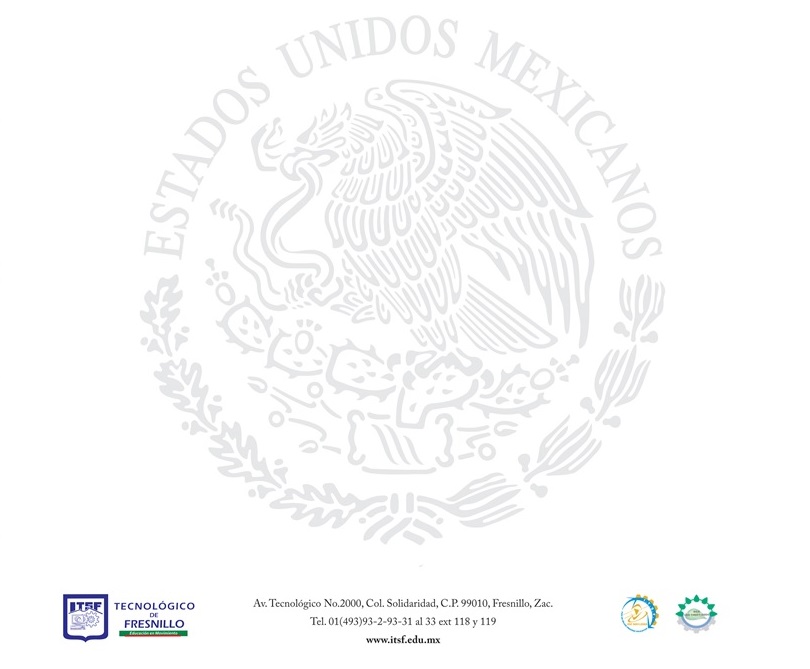 ESTADOS UNIDOS MEXICANOS
ITSF
TECNOLÓGICO
DE
FRESNILLO
Educación en Movimiento
Av. Tecnológico No.2000, Col. Solidaridad, C.P. 99010, Fresnillo, Zac.
Tel. 01(493)93-2-93-31 al 33 ext 118 y 119
www.itsf.edu.mx